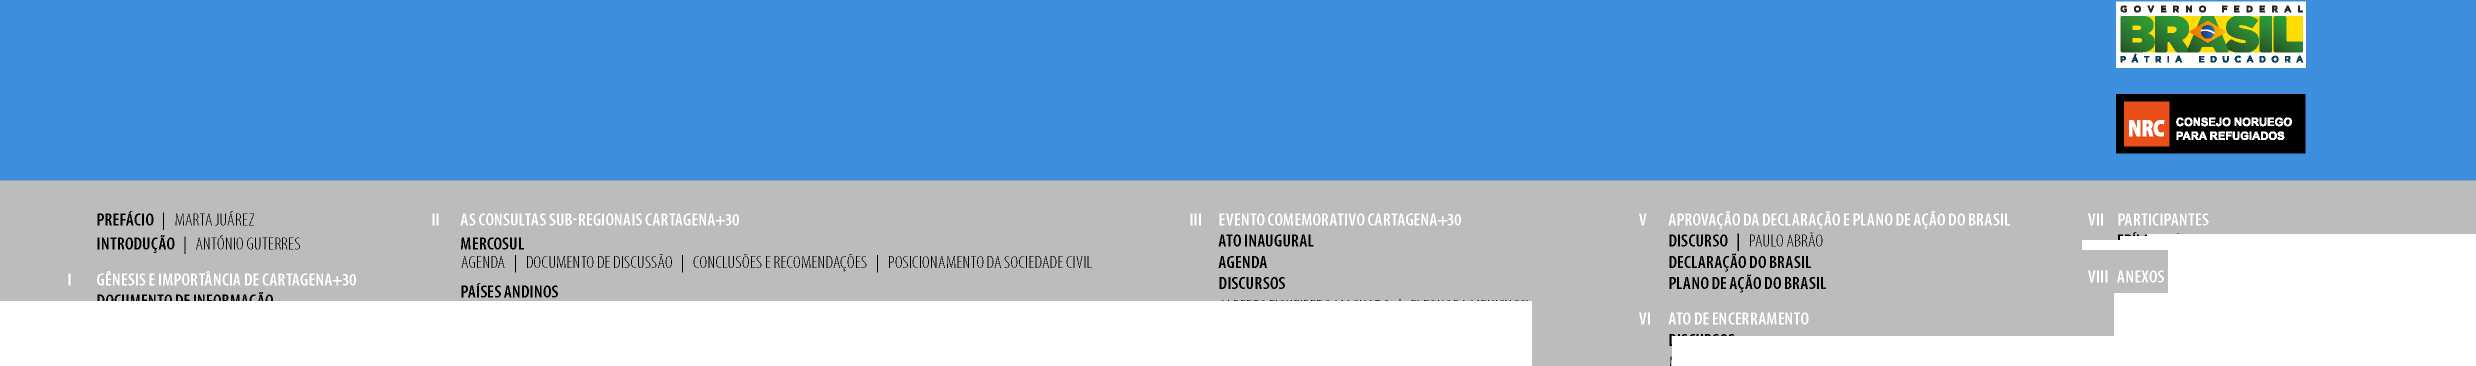 GOVERNO FEDERAL
BRASIL
PÁTRIA EDUCADORA
NRC
CONSEJO NORUEGO
PARA REFUGIADOS
PREFÁCIO | MARTA JUÁREZ
INTRODUÇÃO | ANTÓNIO GUTERRES
I GÊNESIS E IMPORTÂNCIA DE CARTAGENA+30
DOCUMENTO DE INFORMAÇÃO
II AS CONSULTAS SUB-REGIONAIS CARTAGENA+30
MERCOSUL
AGENDA | DOCUMENTO DE DISCUSSÃO | CONCLUSÕES E RECOMENDAÇÕES | POSICIONAMENTO DA SOCIEDADE CIVIL
PAÍSES ANDINOS
III EVENTO COMEMORATIVO CARTAGENA+30
ATO INAUGURAL
AGENDA
DISCURSOS
V APROVAÇÃO DA DECLARAÇÃO E PLANO DE AÇÃO DO BRASIL
DISCURSO | PAULO ABRÃO
DECLARAÇÃO DO BRASIL
PLANO DE AÇÃO DO BRASIL
VI ATO DE ENCERRAMENTO
DISCURSOS
VII PARTICIPANTES
VIII ANEXOS